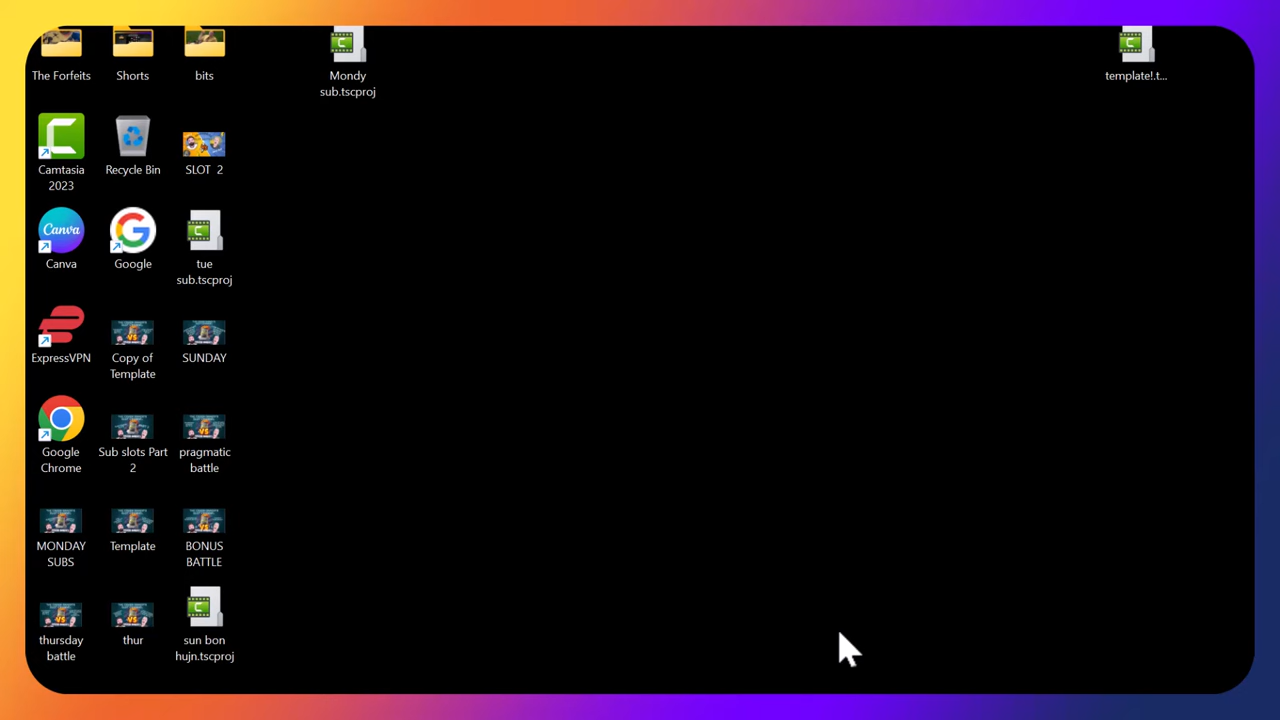 The Forfeits
Shorts
bits
Mondy
sub.tscproj
template!.t...
Camtasia
2023
Recycle Bin
SLOT 2
Canva
Canva
Google
tue
sub.tscproj
ExpressVPN
Copy of
Template
SUNDAY
Google
Chrome
Sub slots Part
2
pragmatic
battle
MONDAY
SUBS
Template
BONUS
BATTLE
thursday
battle
thur
sun bon
hujn.tscproj